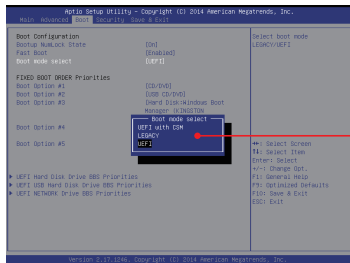 Aptio Setup Utility - Copyright (C) 2014 American Megatrends, Inc.
Main Advanced Boot Security Save & Exit
Boot Configuration
Bootup NumLock State [On]
Fast Boot [Enabled]
Boot mode select [UEFI]
FIXED BOOT ORDER Priorities
Boot Option #1 [CD/DVD]
Boot Option #2 [USB CD/DVD]
Boot Option #3 [Hard Disk:Windows Boot
Manager (KINGSTON
Boot Option #4
Boot Option #5
Boot mode select
UEFI with CSM
LEGACY
UEFI
▶ UEFI Hard Disk Drive BBS Priorities
▶ UEFI USB Hard Disk Drive BBS Priorities
▶ UEFI NETWORK Drive BBS Priorities
Select boot mode
LEGACY/UEFI
→←: Select Screen
↑↓: Select Item
Enter: Select
+/-: Change Opt.
F1: General Help
F9: Optimized Defaults
F10: Save & Exit
ESC: Exit
Version 2.17.1246. Copyright (C) 2014 American Megatrends, Inc.